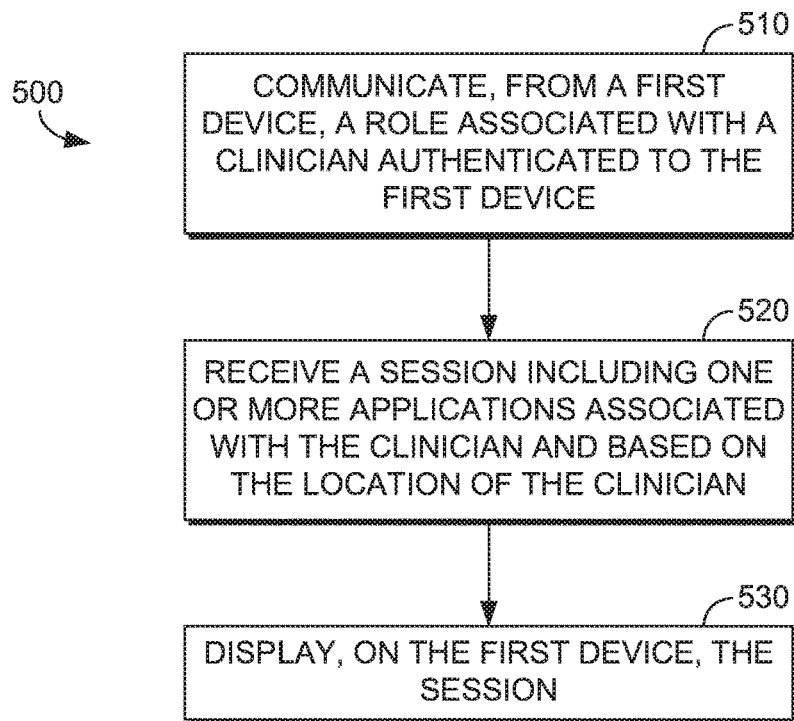 510
500
COMMUNICATE, FROM A FIRST
DEVICE, A ROLE ASSOCIATED WITH A
CLINICIAN AUTHENTICATED TO THE
FIRST DEVICE
520
RECEIVE A SESSION INCLUDING ONE
OR MORE APPLICATIONS ASSOCIATED
WITH THE CLINICIAN AND BASED ON
THE LOCATION OF THE CLINICIAN
530
DISPLAY, ON THE FIRST DEVICE, THE
SESSION